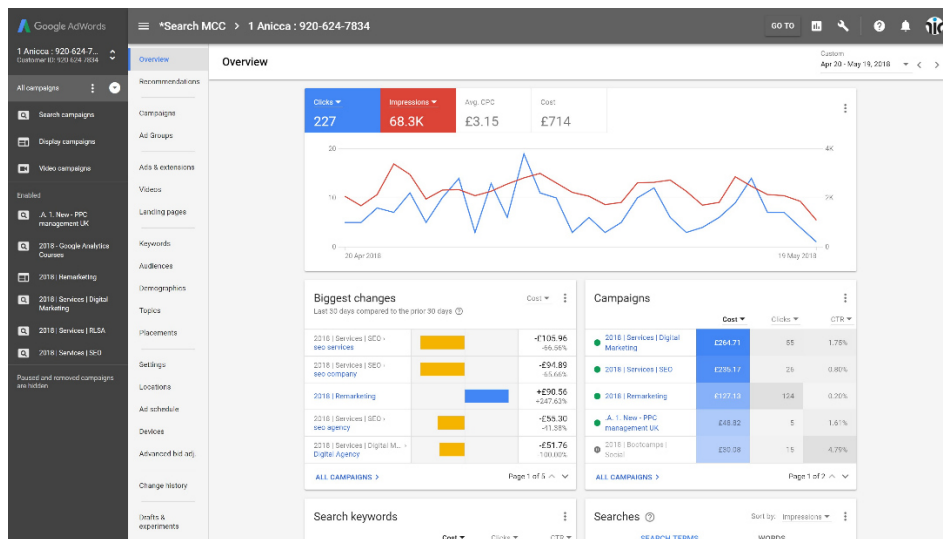 Google AdWords
*Search MCC > 1 Anicca : 920-624-7834
GO TO
1 Anicca : 920-624-7...
Customer ID: 920-624-7834
All campaigns
Search campaigns
Display campaigns
Video campaigns
Enabled
.A. 1. New - PPC
management UK
2018 - Google Analytics
Courses
2018 | Remarketing
2018 | Services | Digital
Marketing
2018 | Services | RLSA
2018 | Services | SEO
Paused and removed campaigns
are hidden
Overview
Recommendations
Campaigns
Ad Groups
Ads & extensions
Videos
Landing pages
Keywords
Audiences
Demographics
Topics
Placements
Settings
Locations
Ad schedule
Devices
Advanced bid adj.
Change history
Drafts &
experiments
Overview
Custom
Apr 20 - May 19, 2018
Clicks Impressions Avg. CPC Cost
227 68.3K £3.15 £714
20 4K
10 2K
0 0
20 Apr 2018 19 May 2018
Biggest changes Cost
Last 30 days compared to the prior 30 days
2018 | Services | SEO › -£105.96
seo services -66.56%
2018 | Services | SEO › -£94.89
seo company -65.66%
2018 | Remarketing +£90.56
+247.63%
2018 | Services | SEO › -£55.30
seo agency -41.38%
2018 | Services | Digital M... › -£51.76
Digital Agency -100.00%
ALL CAMPAIGNS > Page 1 of 5
Campaigns
Cost Clicks CTR
2018 | Services | Digital
Marketing £264.71 55 1.78%
2018 | Services | SEO £235.17 26 0.80%
2018 | Remarketing £127.13 124 0.20%
.A. 1. New - PPC
management UK £48.82 5 1.61%
2018 | Bootcamps |
Social £30.08 15 4.79%
ALL CAMPAIGNS > Page 1 of 2
Search keywords
Cost Clicks CTR
Searches Sort by: Impressions
SEARCH TERMS WORDS